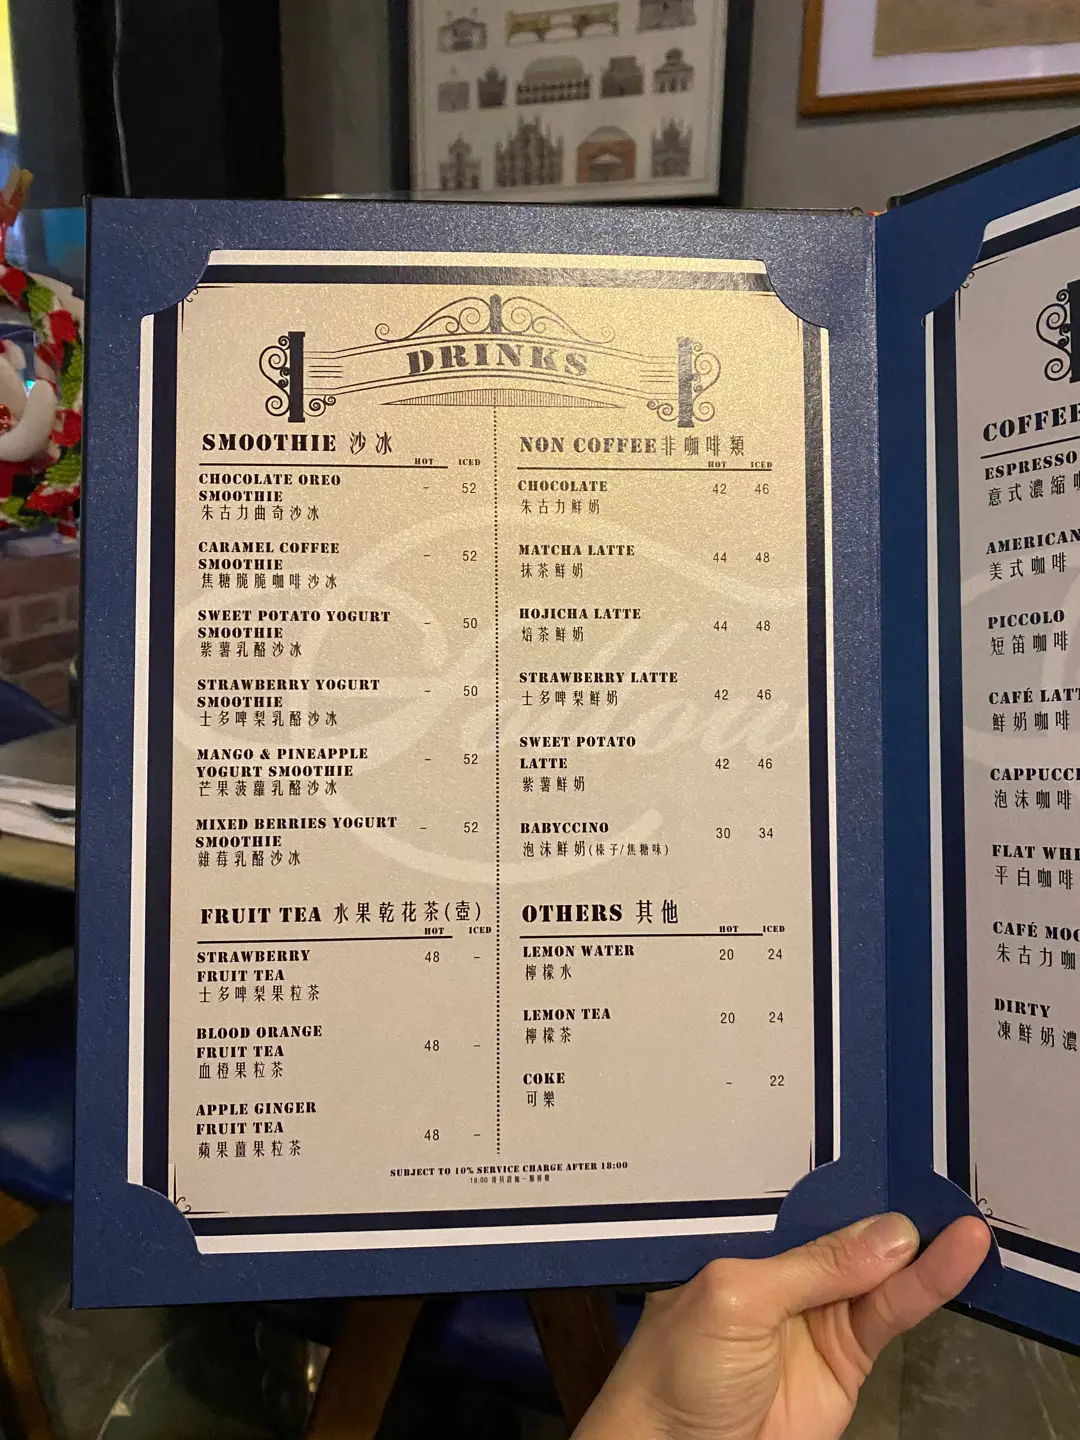 DRINKS
SMOOTHIE 沙冰
HOT ICED
CHOCOLATE OREO
SMOOTHIE
朱古力曲奇沙冰
– 52
CARAMEL COFFEE
SMOOTHIE
焦糖脆脆咖啡沙冰
– 52
SWEET POTATO YOGURT
SMOOTHIE
紫薯乳酪沙冰
– 50
STRAWBERRY YOGURT
SMOOTHIE
士多啤梨乳酪沙冰
– 50
MANGO & PINEAPPLE
YOGURT SMOOTHIE
芒果菠蘿乳酪沙冰
– 52
MIXED BERRIES YOGURT
SMOOTHIE
雜莓乳酪沙冰
– 52
FRUIT TEA 水果乾花茶(壺)
HOT ICED
STRAWBERRY
FRUIT TEA
士多啤梨果粒茶
48 –
BLOOD ORANGE
FRUIT TEA
血橙果粒茶
48 –
APPLE GINGER
FRUIT TEA
蘋果薑果粒茶
48 –
NON COFFEE 非咖啡類
HOT ICED
CHOCOLATE 42 46
朱古力鮮奶
MATCHA LATTE 44 48
抹茶鮮奶
HOJICHA LATTE 44 48
焙茶鮮奶
STRAWBERRY LATTE 42 46
士多啤梨鮮奶
SWEET POTATO
LATTE 42 46
紫薯鮮奶
BABYCCINO 30 34
泡沫鮮奶(榛子/焦糖味)
OTHERS 其他
HOT ICED
LEMON WATER 20 24
檸檬水
LEMON TEA 20 24
檸檬茶
COKE – 22
可樂
SUBJECT TO 10% SERVICE CHARGE AFTER 18:00
18:00
COFFEE
ESPRESSO
意式濃縮
AMERICAN
美式咖啡
PICCOLO
短笛咖啡
CAFÉ LATT
鮮奶咖啡
CAPPUCC
泡沫咖啡
FLAT WHI
平白咖啡
CAFÉ MOC
朱古力咖
DIRTY
凍鮮奶濃